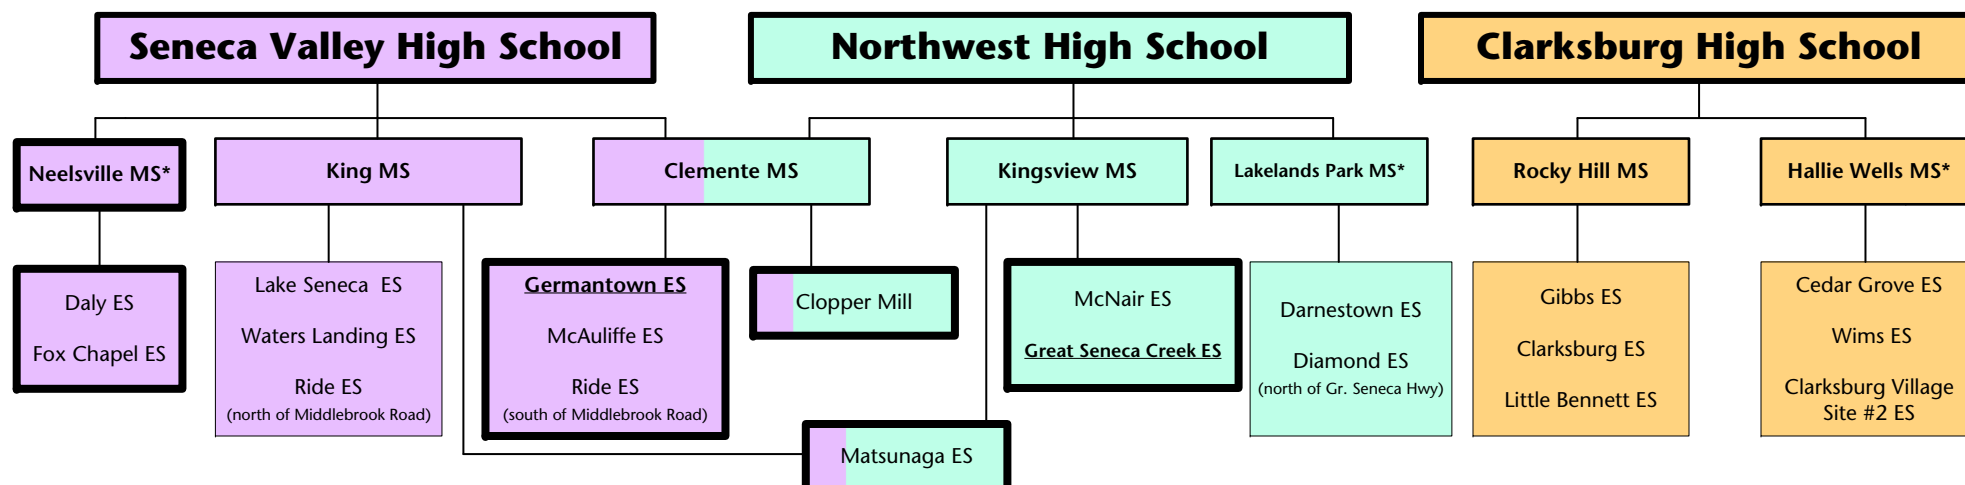 Seneca Valley High School
Northwest High School
Clarksburg High School
Neelsville MS*
King MS
Clemente MS
Kingsview MS
Lakelands Park MS*
Rocky Hill MS
Hallie Wells MS*
Daly ES
Fox Chapel ES
Lake Seneca ES
Waters Landing ES
Ride ES
(north of Middlebrook Road)
Germantown ES
McAuliffe ES
Ride ES
(south of Middlebrook Road)
Clopper Mill
Matsunaga ES
McNair ES
Great Seneca Creek ES
Darnestown ES
Diamond ES
(north of Gr. Seneca Hwy)
Gibbs ES
Clarksburg ES
Little Bennett ES
Cedar Grove ES
Wims ES
Clarksburg Village
Site #2 ES